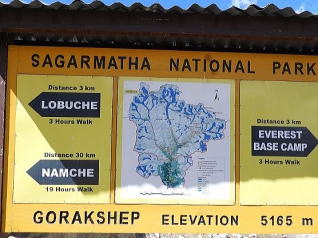 SAGARMATHA NATIONAL PARK
Distance 3 km
LOBUCHE
3 Hours Walk
Distance 30 km
NAMCHE
19 Hours Walk
Distance 3 km
EVEREST
BASE CAMP
3 Hours Walk
GORAKSHEP ELEVATION 5165 m